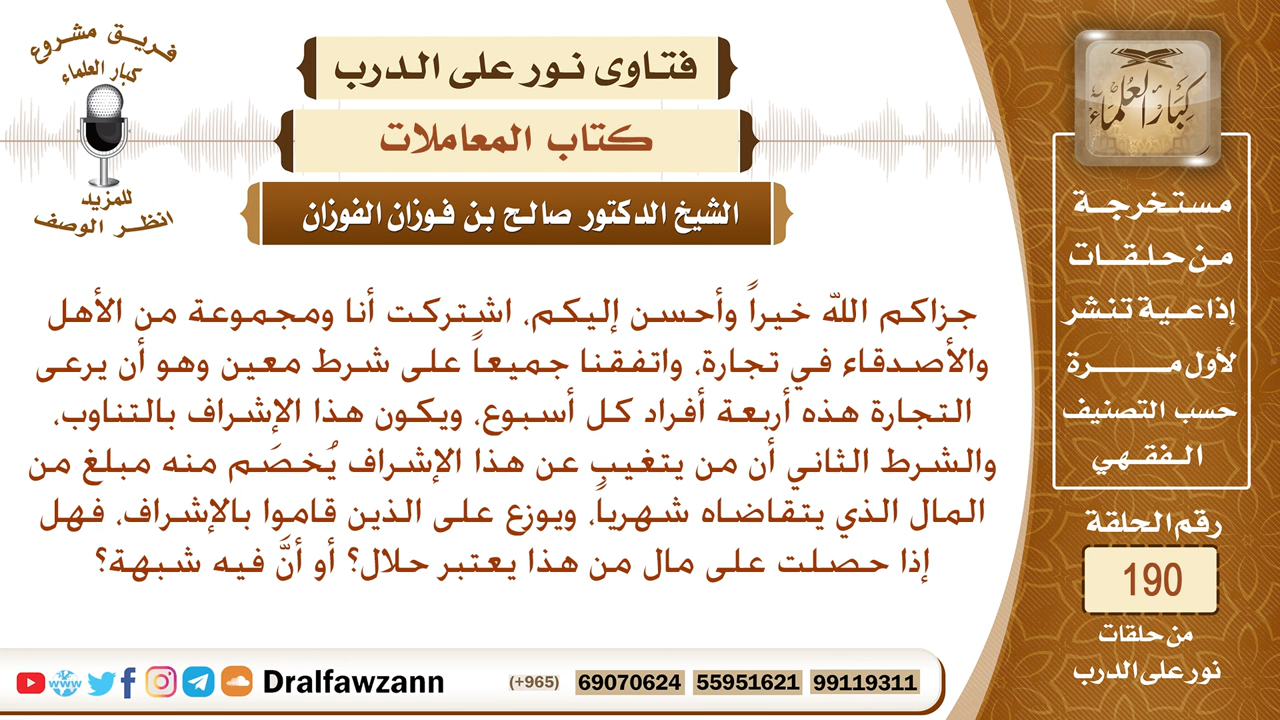 فريق مشروع
كبار العلماء
للمزيد
انظر الوصف
فتاوى نور على الدرب
كتاب المعاملات
الشيخ الدكتور صالح بن فوزان الفوزان
جزاكم الله خيراً وأحسن إليكم، اشتركت أنا ومجموعة من الأهل
والأصدقاء في تجارة، واتفقنا جميعاً على شرط معين وهو أن يرعى
التجارة هذه أربعة أفراد كل أسبوع، ويكون هذا الإشراف بالتناوب،
والشرط الثاني أن من يتغيب عن هذا الإشراف يُخصَم منه مبلغ من
المال الذي يتقاضاه شهرياً، ويوزع على الذين قاموا بالإشراف، فهل
إذا حصلت على مال من هذا يعتبر حلال؟ أو أنَّ فيه شبهة؟
كبار العلماء
مستخرجة
من حلقات
إذاعية تنشر
لأول مرة
حسب التصنيف
الفقهي
رقم الحلقة
190
من حلقات
نور على الدرب
www Dralfawzann (+965) 69070624 55951621 99119311